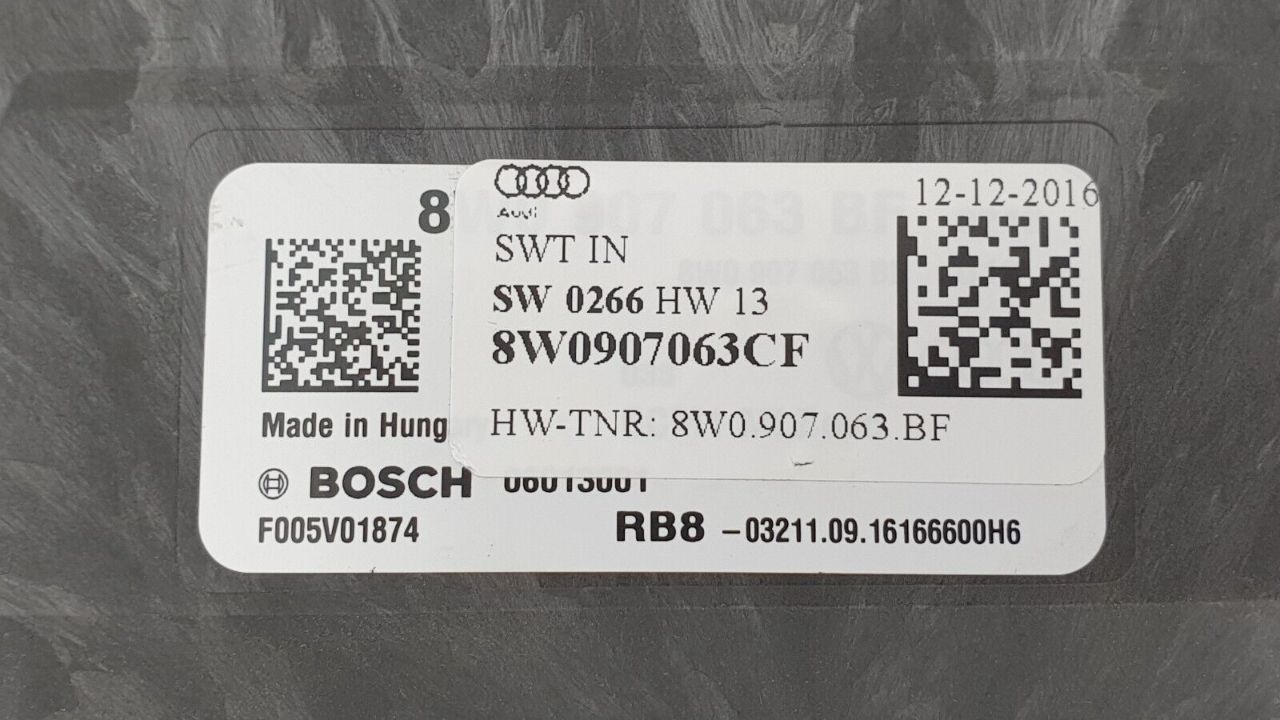 8
Audi
12-12-2016
SWT IN
SW 0266 HW 13
8W0907063CF
HW-TNR: 8W0.907.063.BF
Made in Hung
BOSCH 06013001
F005V01874
RB8 -03211.09.16166600H6